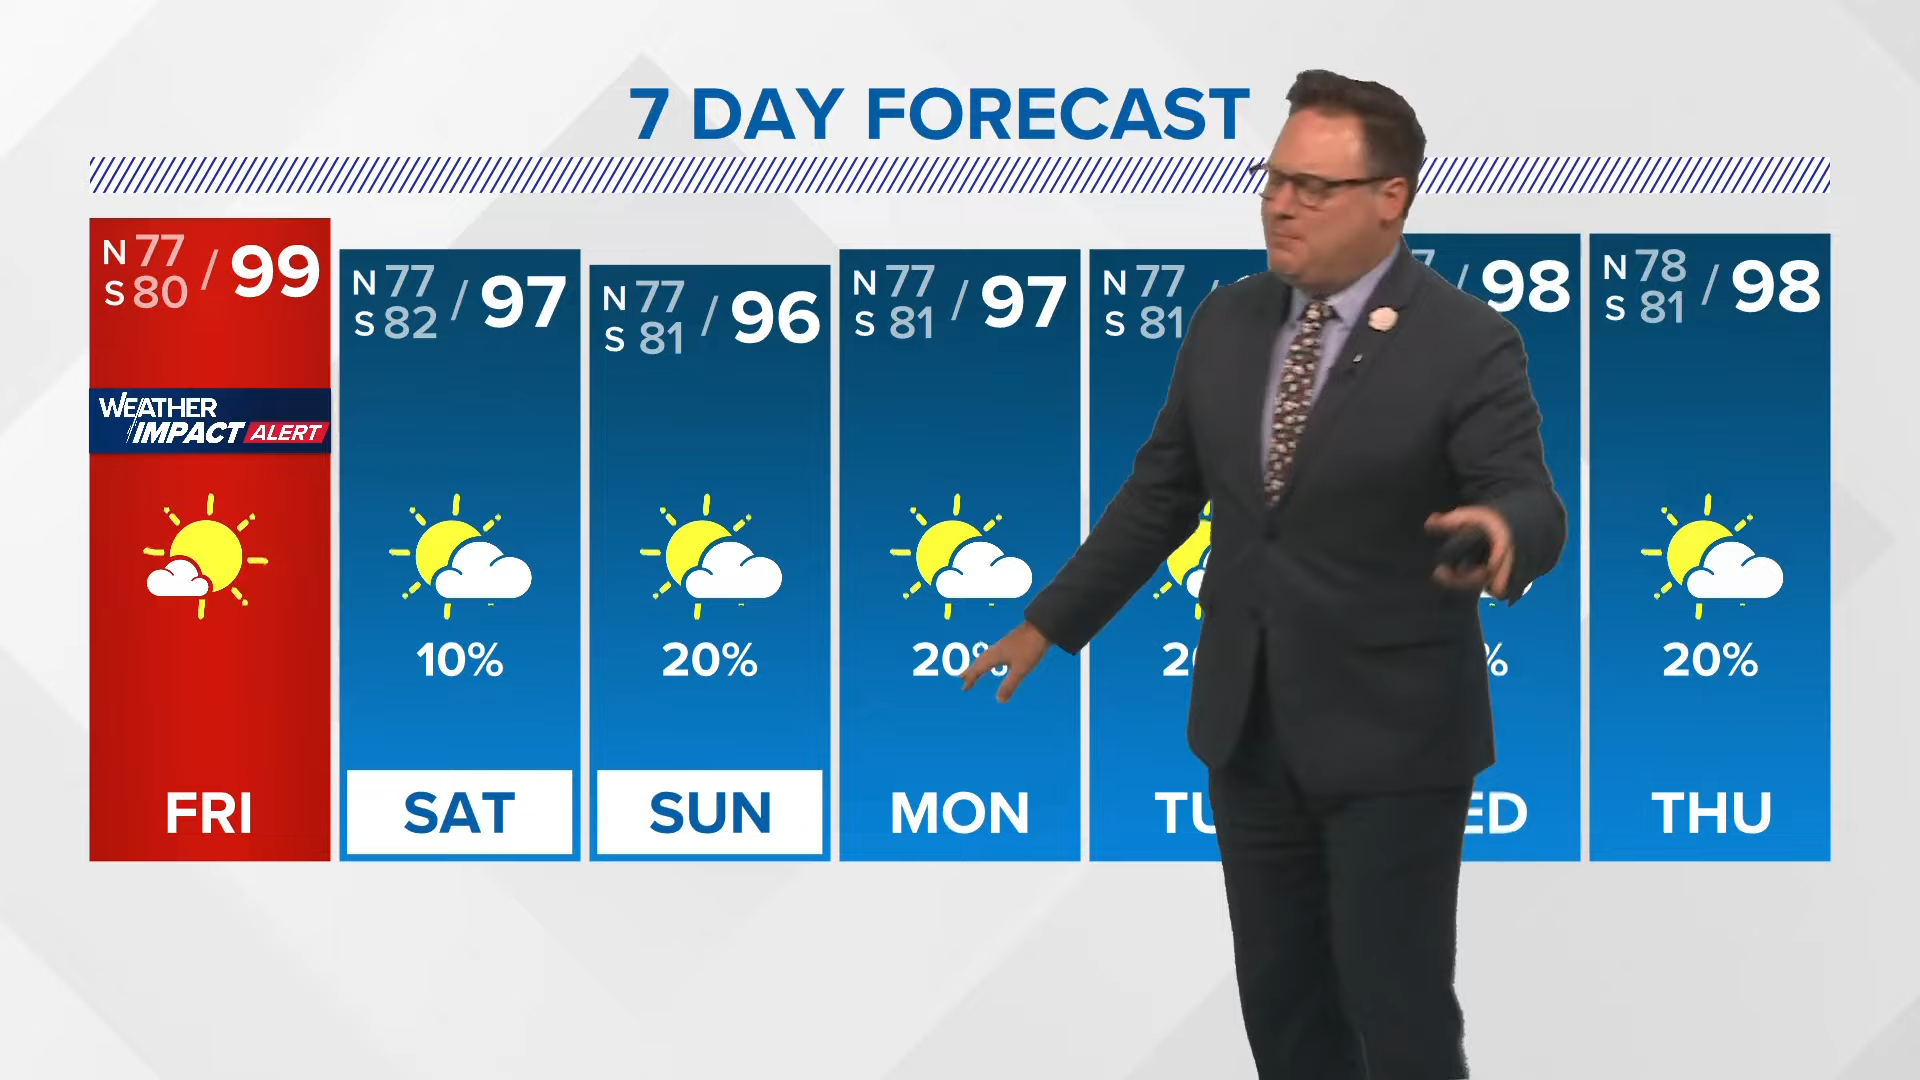 7 DAY FORECAST
N 77
S 80 / 99
WEATHER
IMPACT ALERT
FRI
N 77
S 82 / 97
10%
SAT
N 77
S 81 / 96
20%
SUN
N 77
S 81 / 97
20%
MON
N 77
S 81 /
/ 98
%
N 78
S 81 / 98
20%
THU